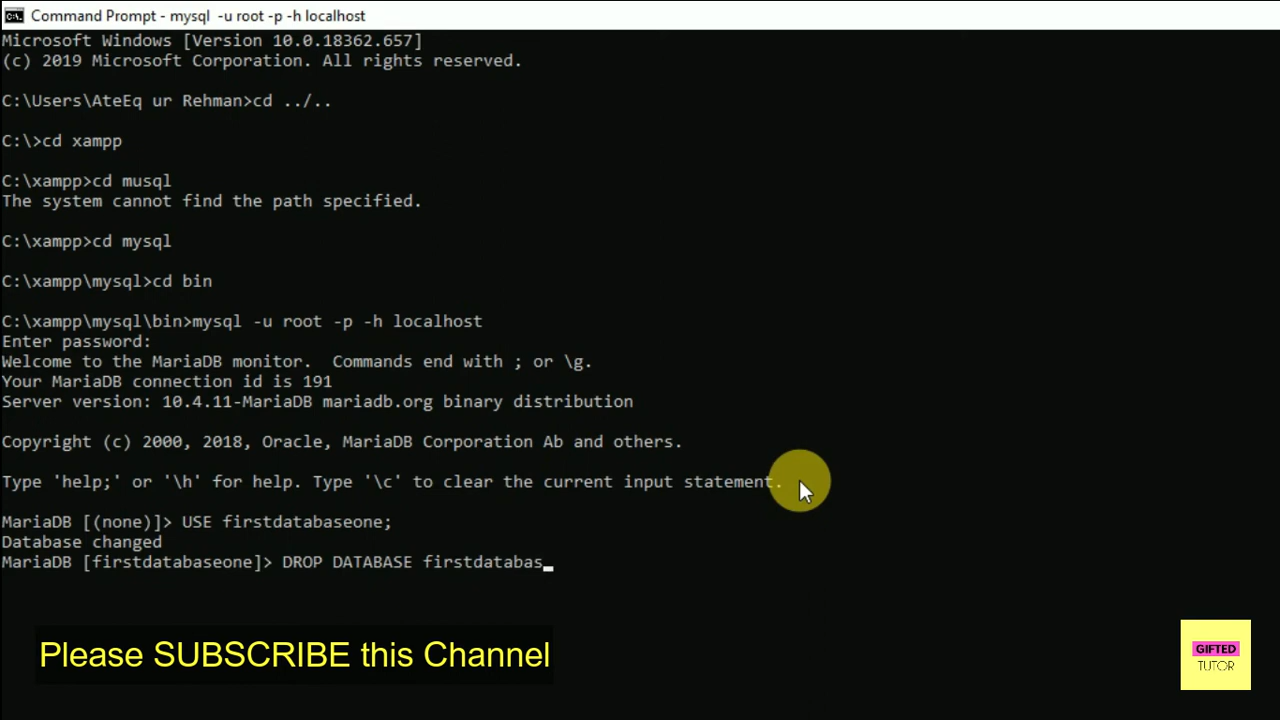 Command Prompt - mysql  -u root -p -h localhost
Microsoft Windows [Version 10.0.18362.657]
(c) 2019 Microsoft Corporation. All rights reserved.
C:\Users\AteEq ur Rehman>cd ../..
C:\>cd xampp
C:\xampp>cd musql
The system cannot find the path specified.
C:\xampp>cd mysql
C:\xampp\mysql>cd bin
C:\xampp\mysql\bin>mysql -u root -p -h localhost
Enter password:
Welcome to the MariaDB monitor.  Commands end with ; or \g.
Your MariaDB connection id is 191
Server version: 10.4.11-MariaDB mariadb.org binary distribution
Copyright (c) 2000, 2018, Oracle, MariaDB Corporation Ab and others.
Type 'help;' or '\h' for help. Type '\c' to clear the current input statement.
MariaDB [(none)]> USE firstdatabaseone;
Database changed
MariaDB [firstdatabaseone]> DROP DATABASE firstdatabas
Please SUBSCRIBE this Channel
GIFTED
TUTOR